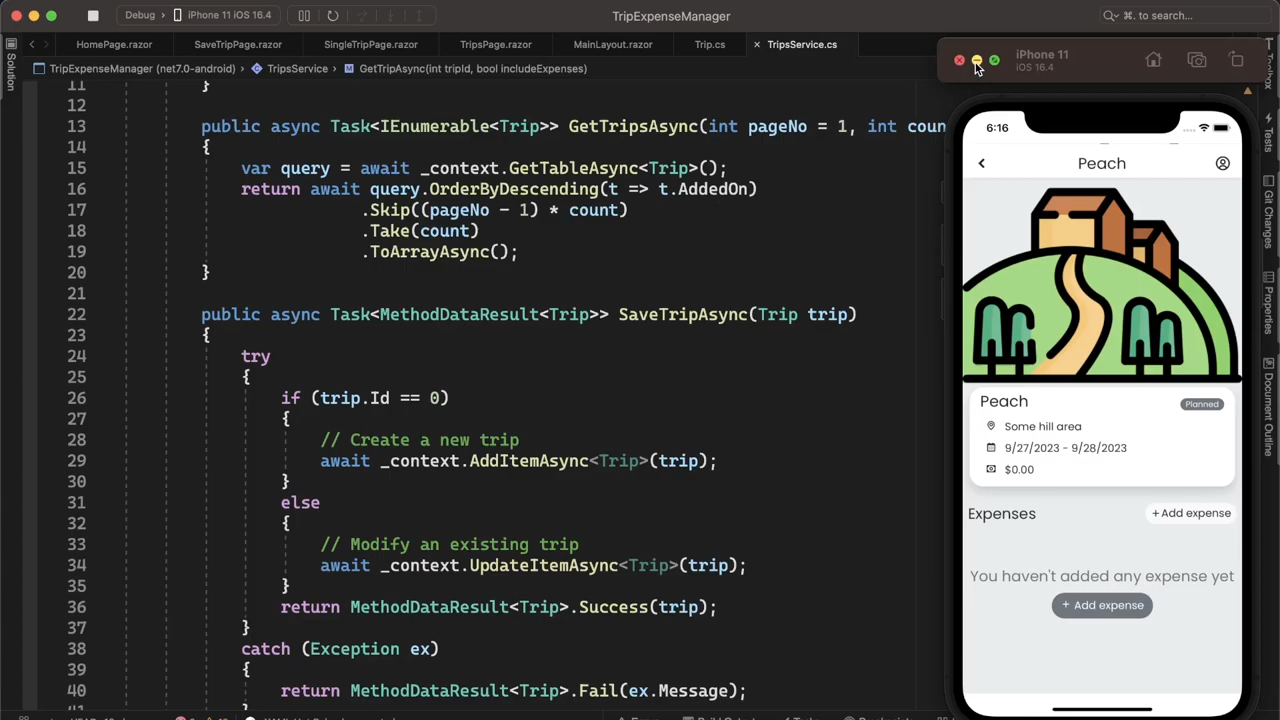 Debug
iPhone 11 iOS 16.4
TripExpenseManager
⌘. to search...
HomePage.razor
SaveTripPage.razor
SingleTripPage.razor
TripsPage.razor
MainLayout.razor
Trip.cs
× TripsService.cs
Solution
TripExpenseManager (net7.0-android) › TripsService › GetTripAsync(int tripId, bool includeExpenses)
11 }
12
13 public async Task<IEnumerable<Trip>> GetTripsAsync(int pageNo = 1, int coun
14 {
15 var query = await _context.GetTableAsync<Trip>();
16 return await query.OrderByDescending(t => t.AddedOn)
17 .Skip((pageNo - 1) * count)
18 .Take(count)
19 .ToArrayAsync();
20 }
21
22 public async Task<MethodDataResult<Trip>> SaveTripAsync(Trip trip)
23 {
24 try
25 {
26 if (trip.Id == 0)
27 {
28 // Create a new trip
29 await _context.AddItemAsync<Trip>(trip);
30 }
31 else
32 {
33 // Modify an existing trip
34 await _context.UpdateItemAsync<Trip>(trip);
35 }
36 return MethodDataResult<Trip>.Success(trip);
37 }
38 catch (Exception ex)
39 {
40 return MethodDataResult<Trip>.Fail(ex.Message);
iPhone 11
iOS 16.4
6:16
Peach
Peach
Planned
Some hill area
9/27/2023 - 9/28/2023
$0.00
Expenses
+Add expense
You haven't added any expense yet
+ Add expense
Tests
Git Changes
Properties
Document Outline